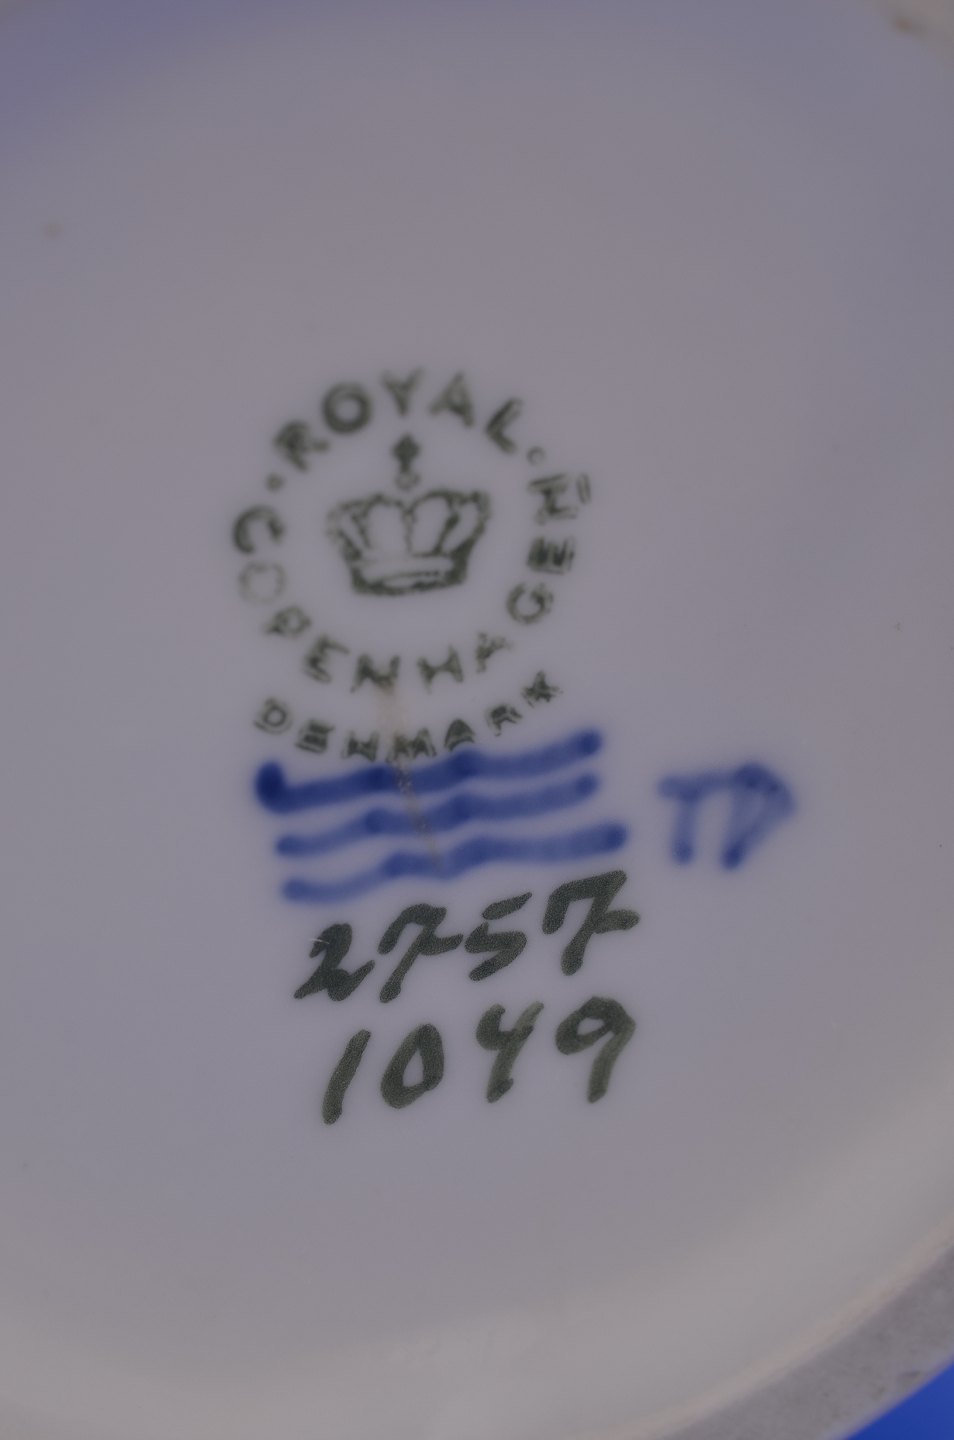 ROYAL
COPENHAGEN
DENMARK
TD
2757
1049